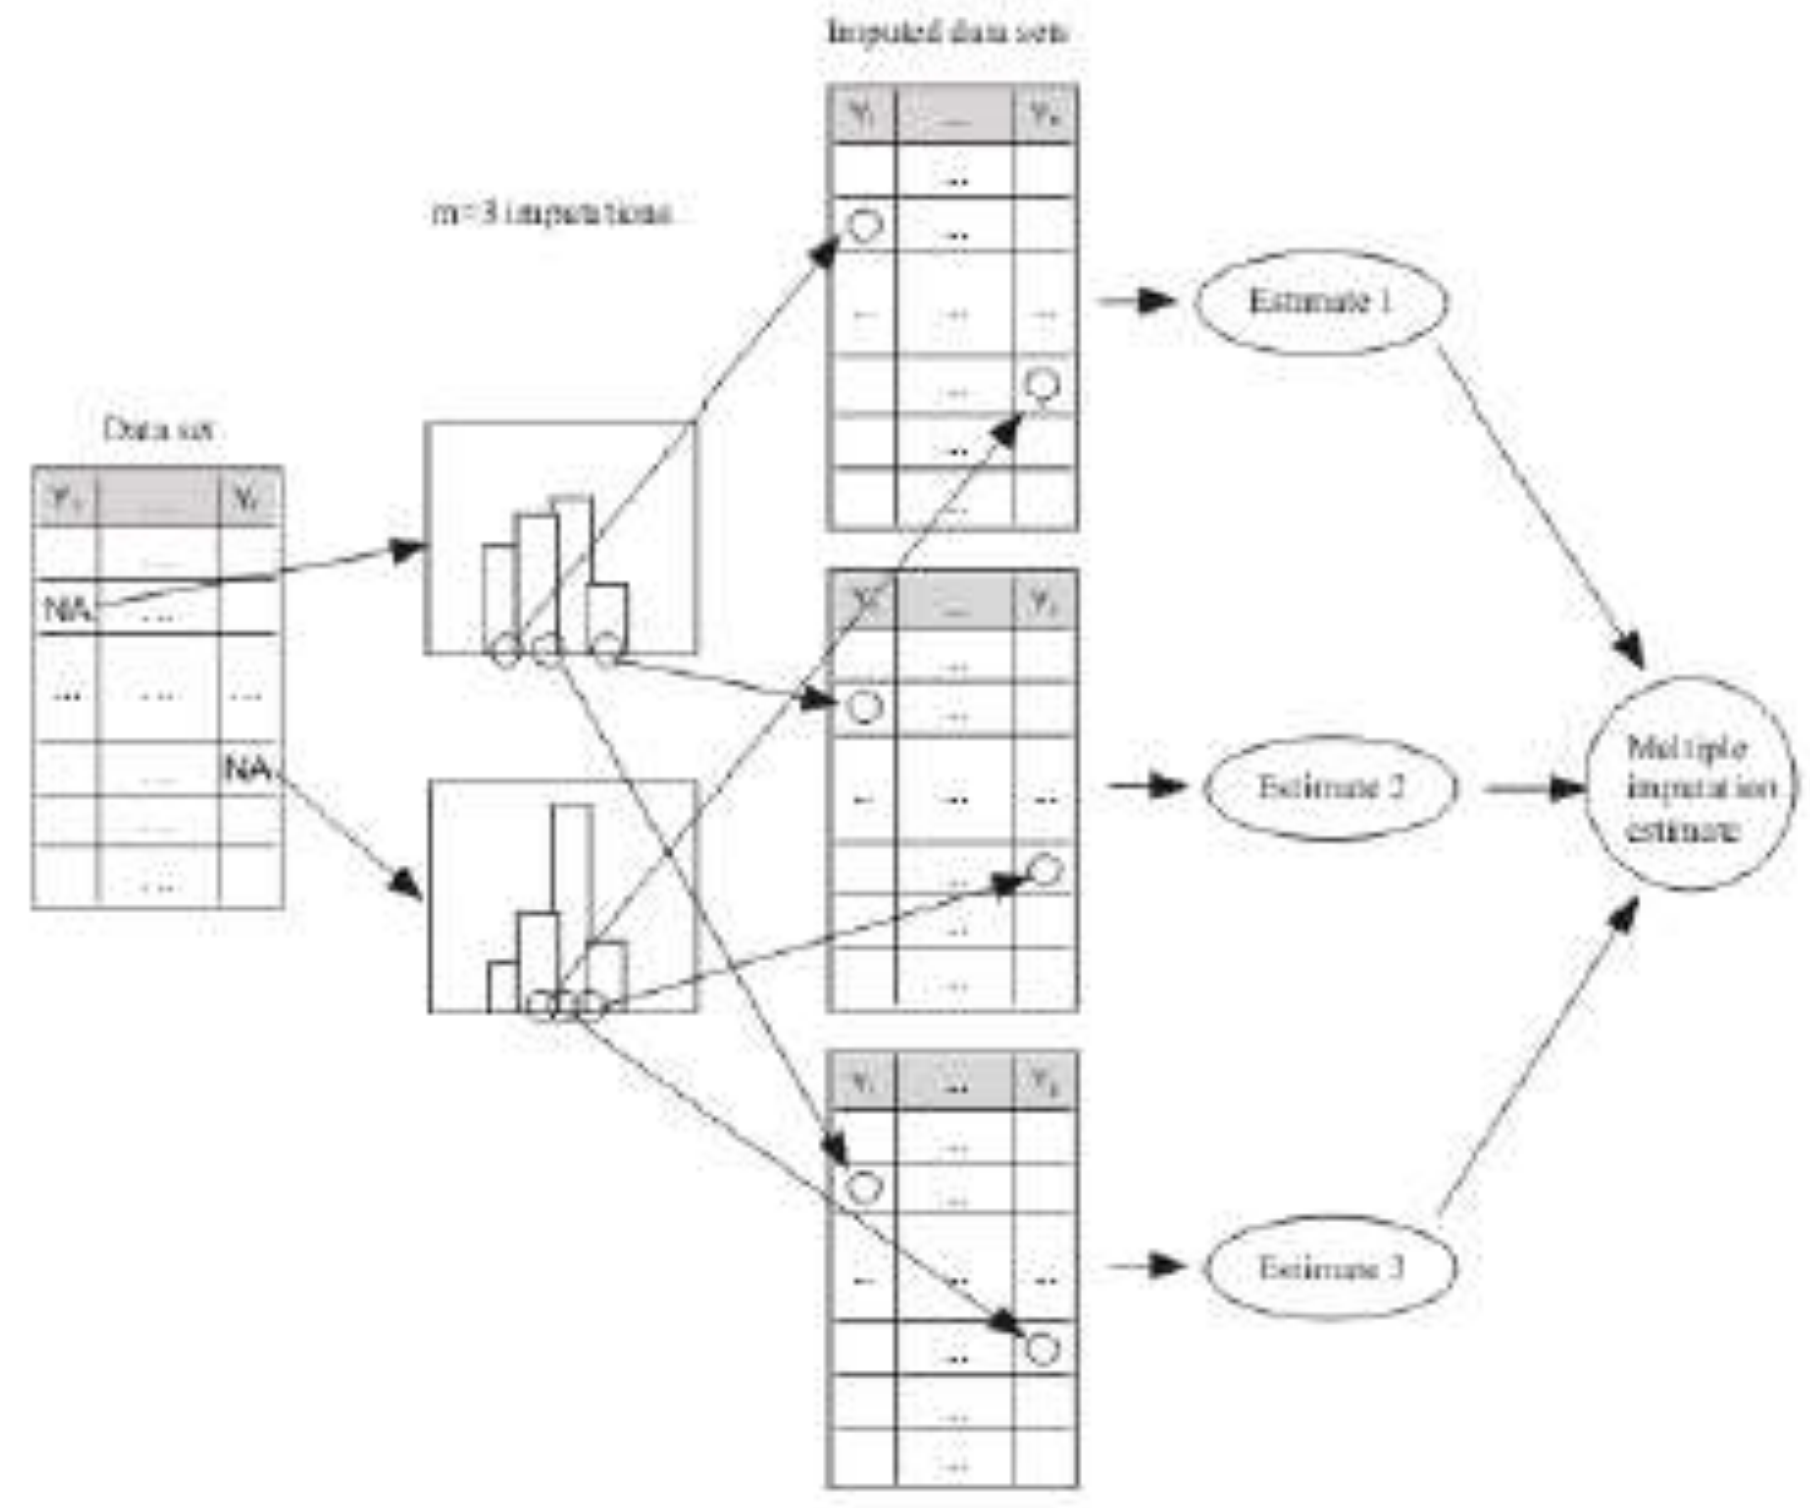 Imputed data sets
m=3 imputations
Data set
NA
NA
Estimate 1
Estimate 2
Estimate 3
Multiple
imputation
estimate